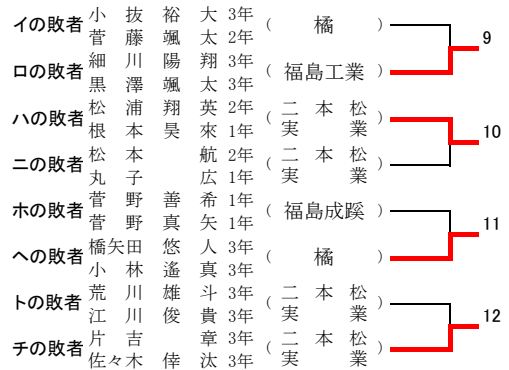 イの敗者 小 抜 裕 大 3年 ( 橘 )
菅 藤 颯 太 2年
9
ロの敗者 細 川 陽 翔 3年 ( 福島工業 )
黒 澤 颯 太 3年
ハの敗者 松 浦 翔 英 2年 ( 二 本 松 実 業 )
根 本 昊 來 1年
10
ニの敗者 松 本 航 2年 ( 二 本 松 実 業 )
丸 子 広 1年
ホの敗者 菅 野 善 希 1年 ( 福島成蹊 )
菅 野 真 矢 1年
11
ヘの敗者 橋矢田 悠 人 3年 ( 橘 )
小 林 遙 真 3年
トの敗者 荒 川 雄 斗 3年 ( 二 本 松 実 業 )
江 川 俊 貴 3年
12
チの敗者 片 吉 章 3年 ( 二 本 松 実 業 )
佐々木 倖 汰 3年